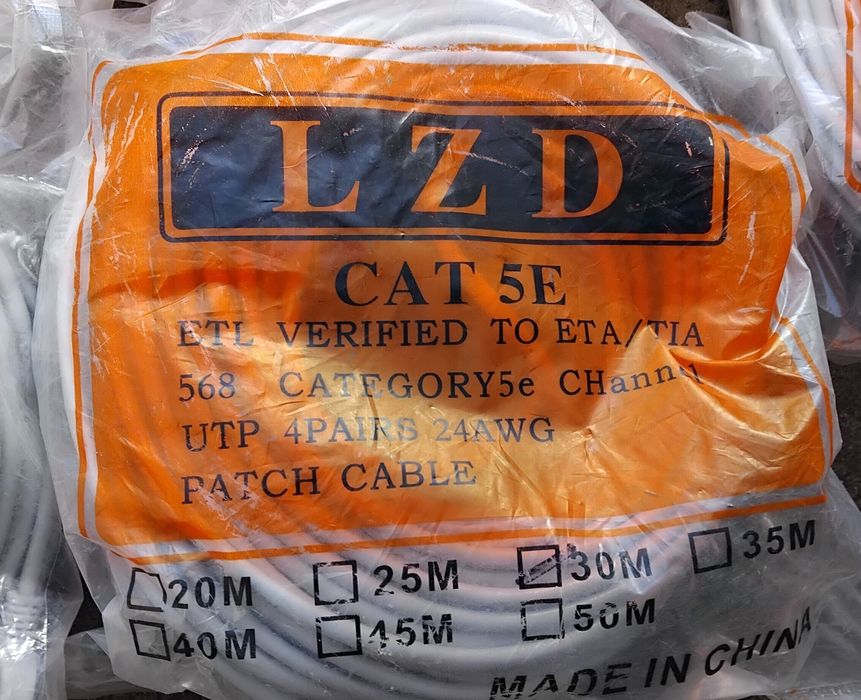 LZD
CAT 5E
ETL VERIFIED TO ETA/TIA
568 CATEGORY5e CHannel
UTP 4PAIRS 24AWG
PATCH CABLE
20M 25M 30M 35M
40M 45M 50M
MADE IN CHINA